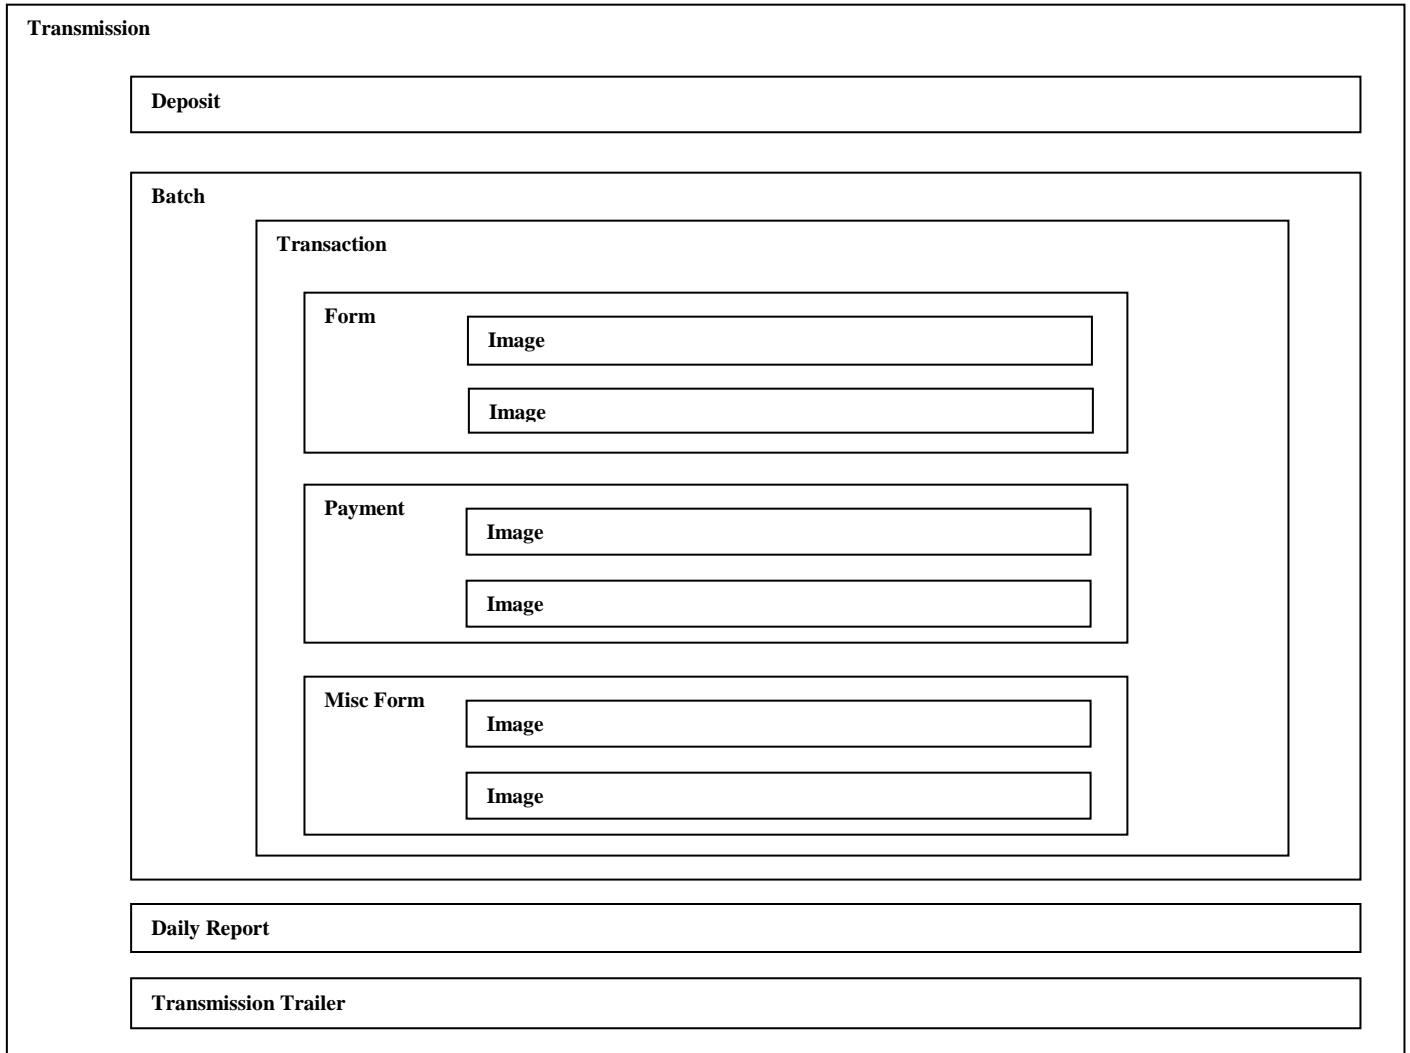 Transmission
Deposit
Batch
Transaction
Form
Image
Image
Payment
Image
Image
Misc Form
Image
Image
Daily Report
Transmission Trailer